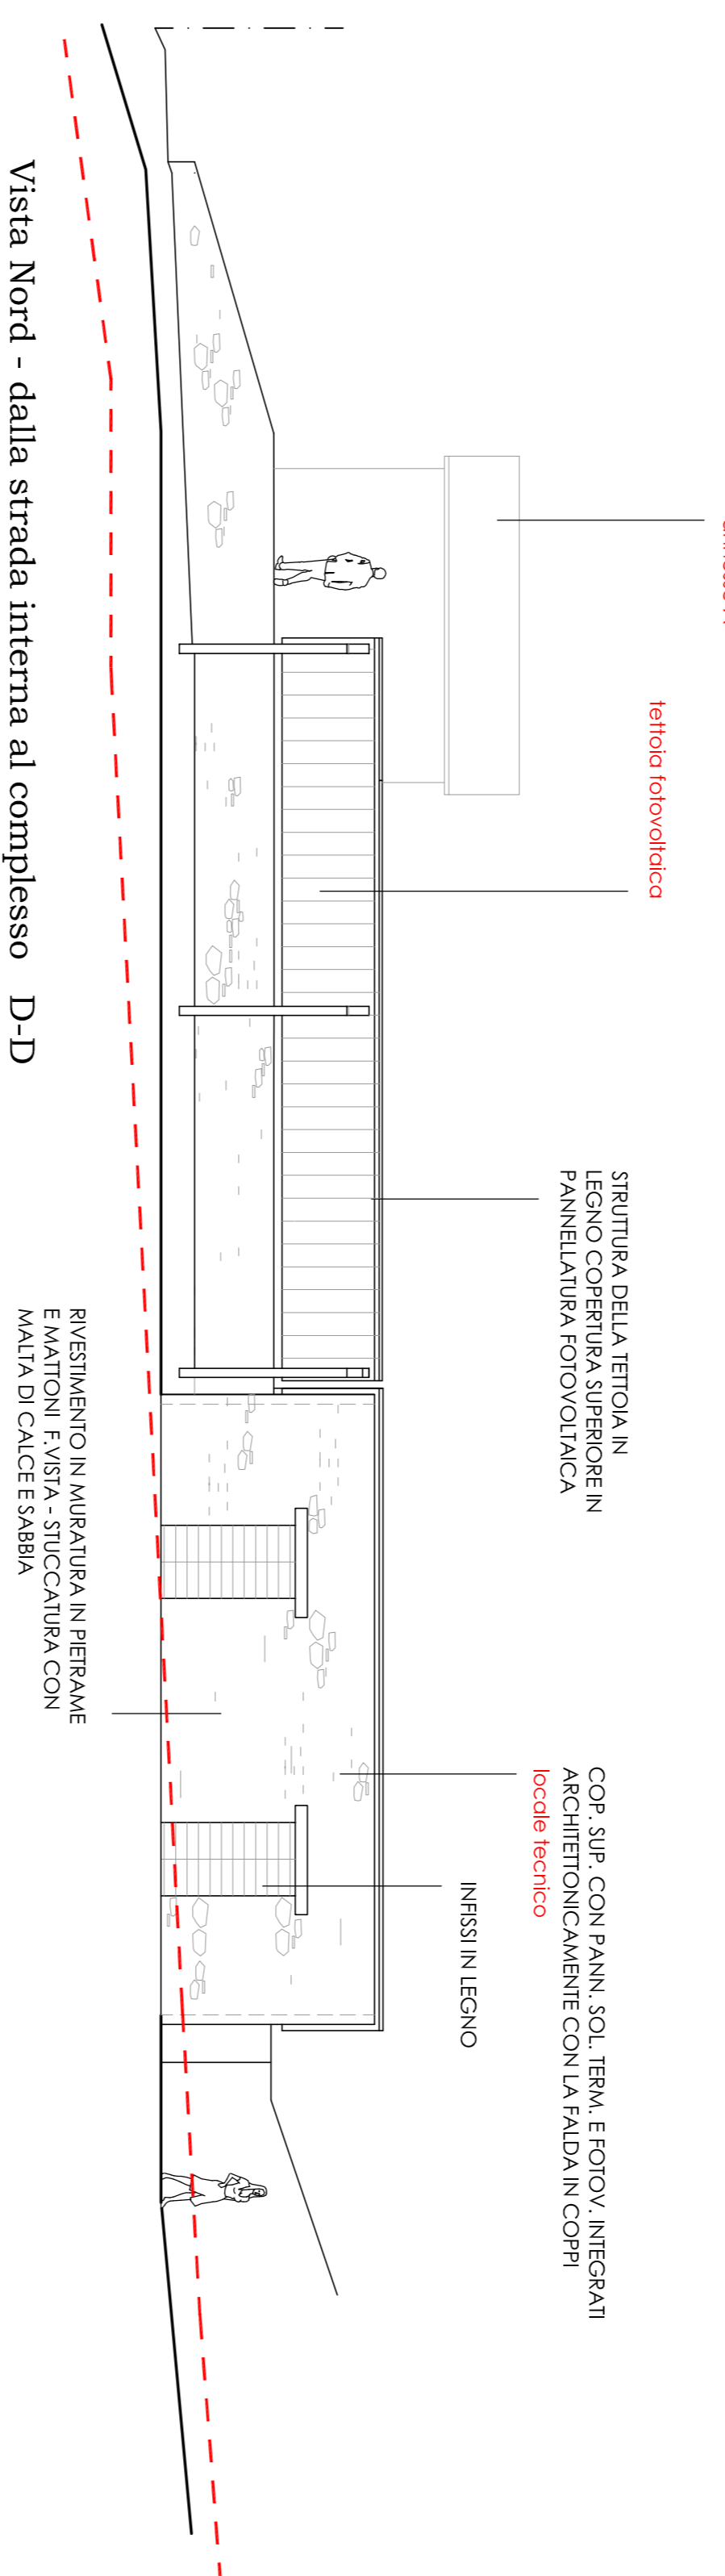 tettoia fotovoltaica
STRUTTURA DELLA TETTOIA IN
LEGNO COPERTURA SUPERIORE IN
PANNELLATURA FOTOVOLTAICA
COP. SUP. CON PANN. SOL. TERM. E FOTOV. INTEGRATI
ARCHITETTONICAMENTE CON LA FALDA IN COPPI
locale tecnico
INFISSI IN LEGNO
RIVESTIMENTO IN MURATURA IN PIETRAME
E MATTONI F.VISTA - STUCCATURA CON
MALTA DI CALCE E SABBIA
Vista Nord - dalla strada interna al complesso D-D